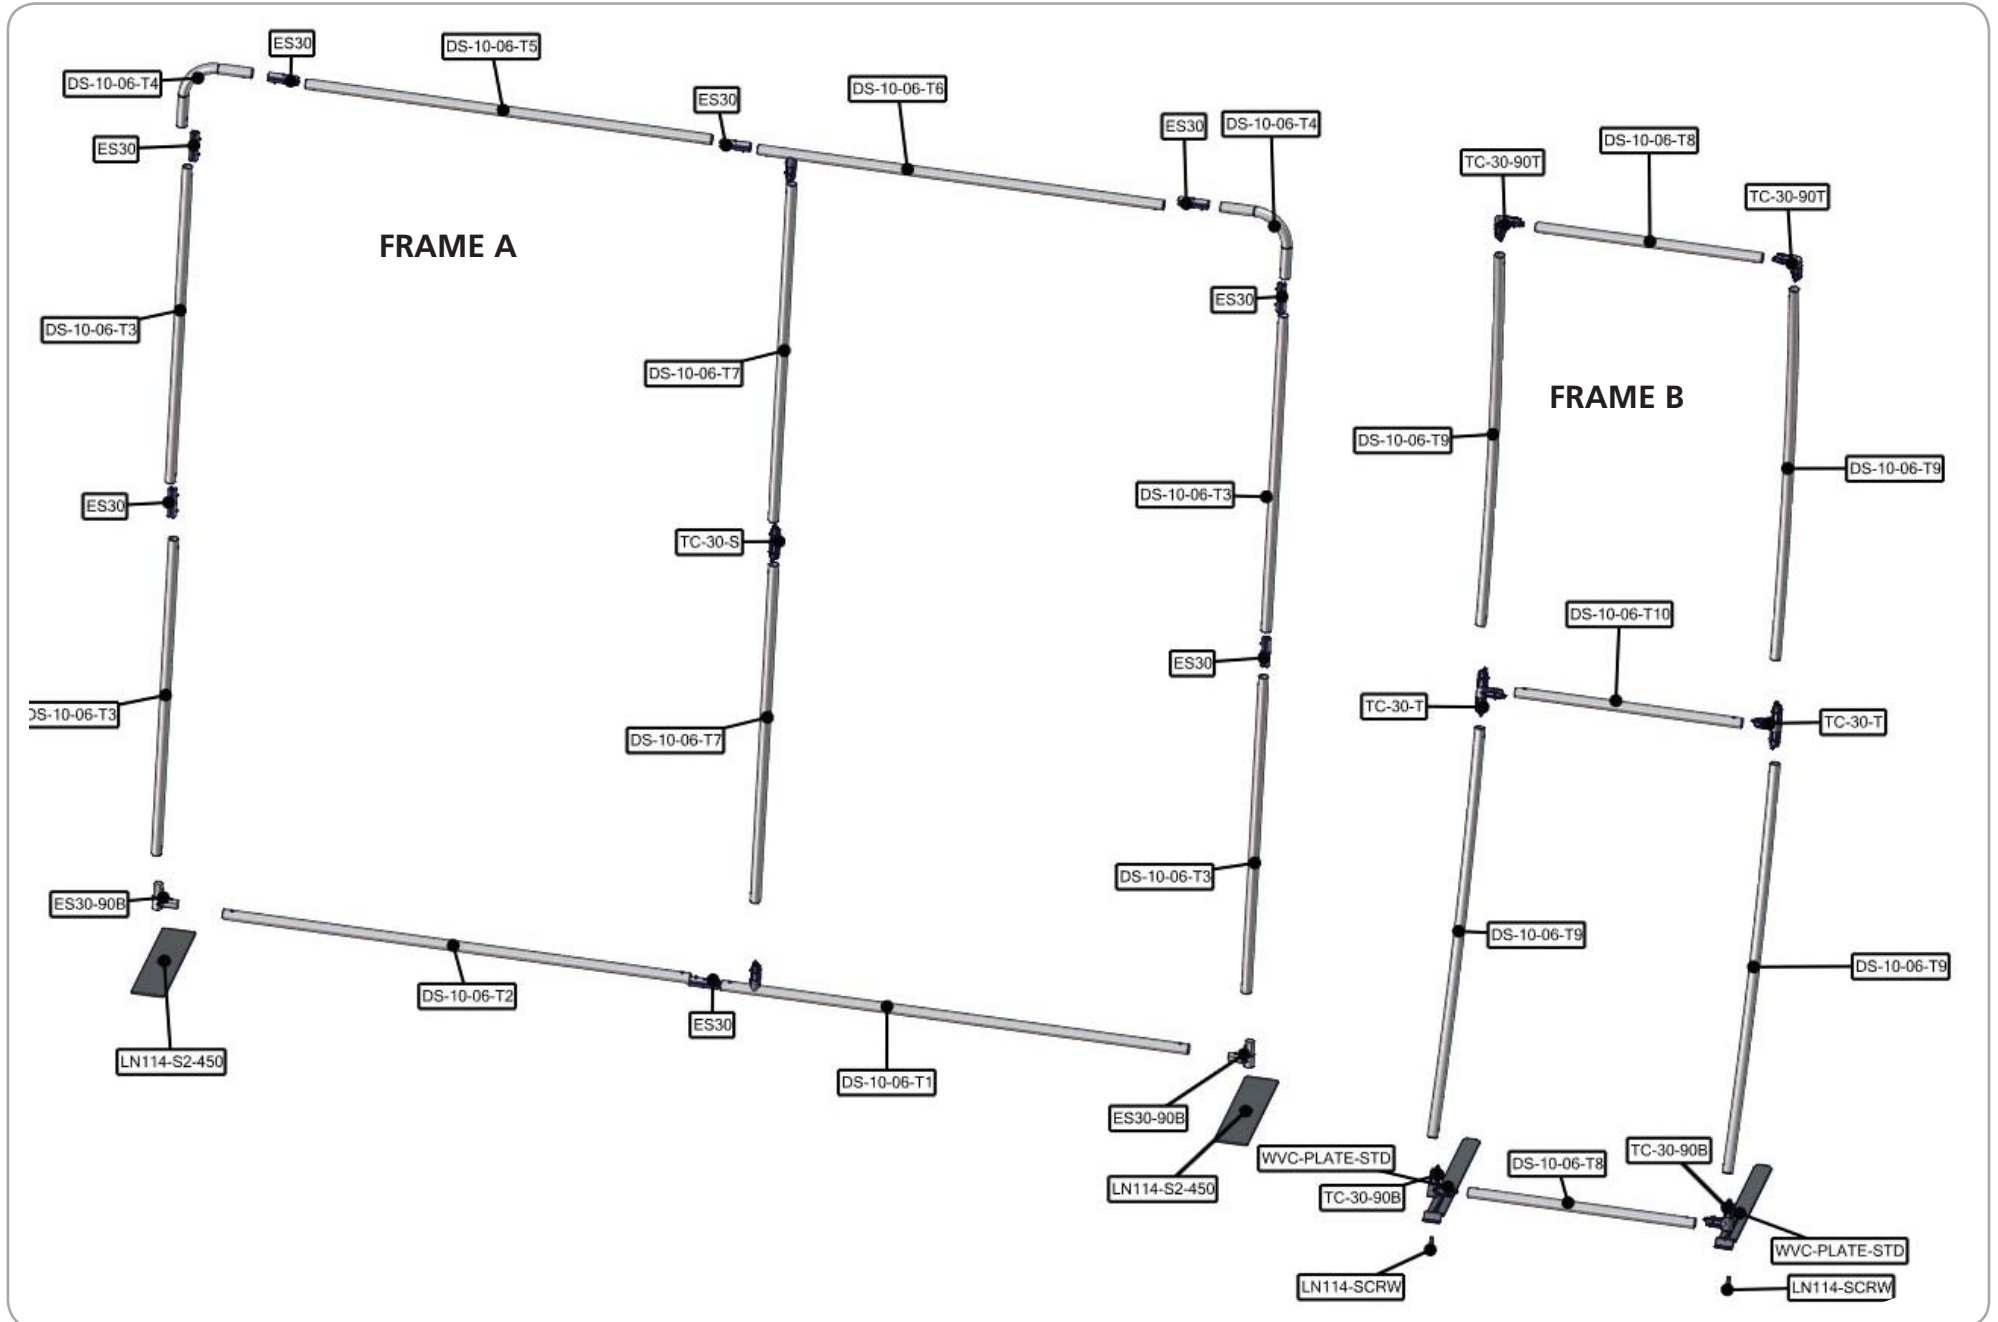 ES30
DS-10-06-T5
DS-10-06-T4
ES30
DS-10-06-T6
ES30
DS-10-06-T4
ES30
DS-10-06-T8
TC-30-90T
TC-30-90T
ES30
FRAME A
ES30
DS-10-06-T3
DS-10-06-T7
FRAME B
DS-10-06-T9
DS-10-06-T9
DS-10-06-T3
ES30
TC-30-S
DS-10-06-T10
ES30
DS-10-06-T3
TC-30-T
TC-30-T
DS-10-06-T7
DS-10-06-T3
ES30-90B
DS-10-06-T9
DS-10-06-T9
DS-10-06-T2
ES30
LN114-S2-450
DS-10-06-T1
ES30-90B
WVC-PLATE-STD
DS-10-06-T8
TC-30-90B
LN114-S2-450
TC-30-90B
WVC-PLATE-STD
LN114-SCRW
LN114-SCRW